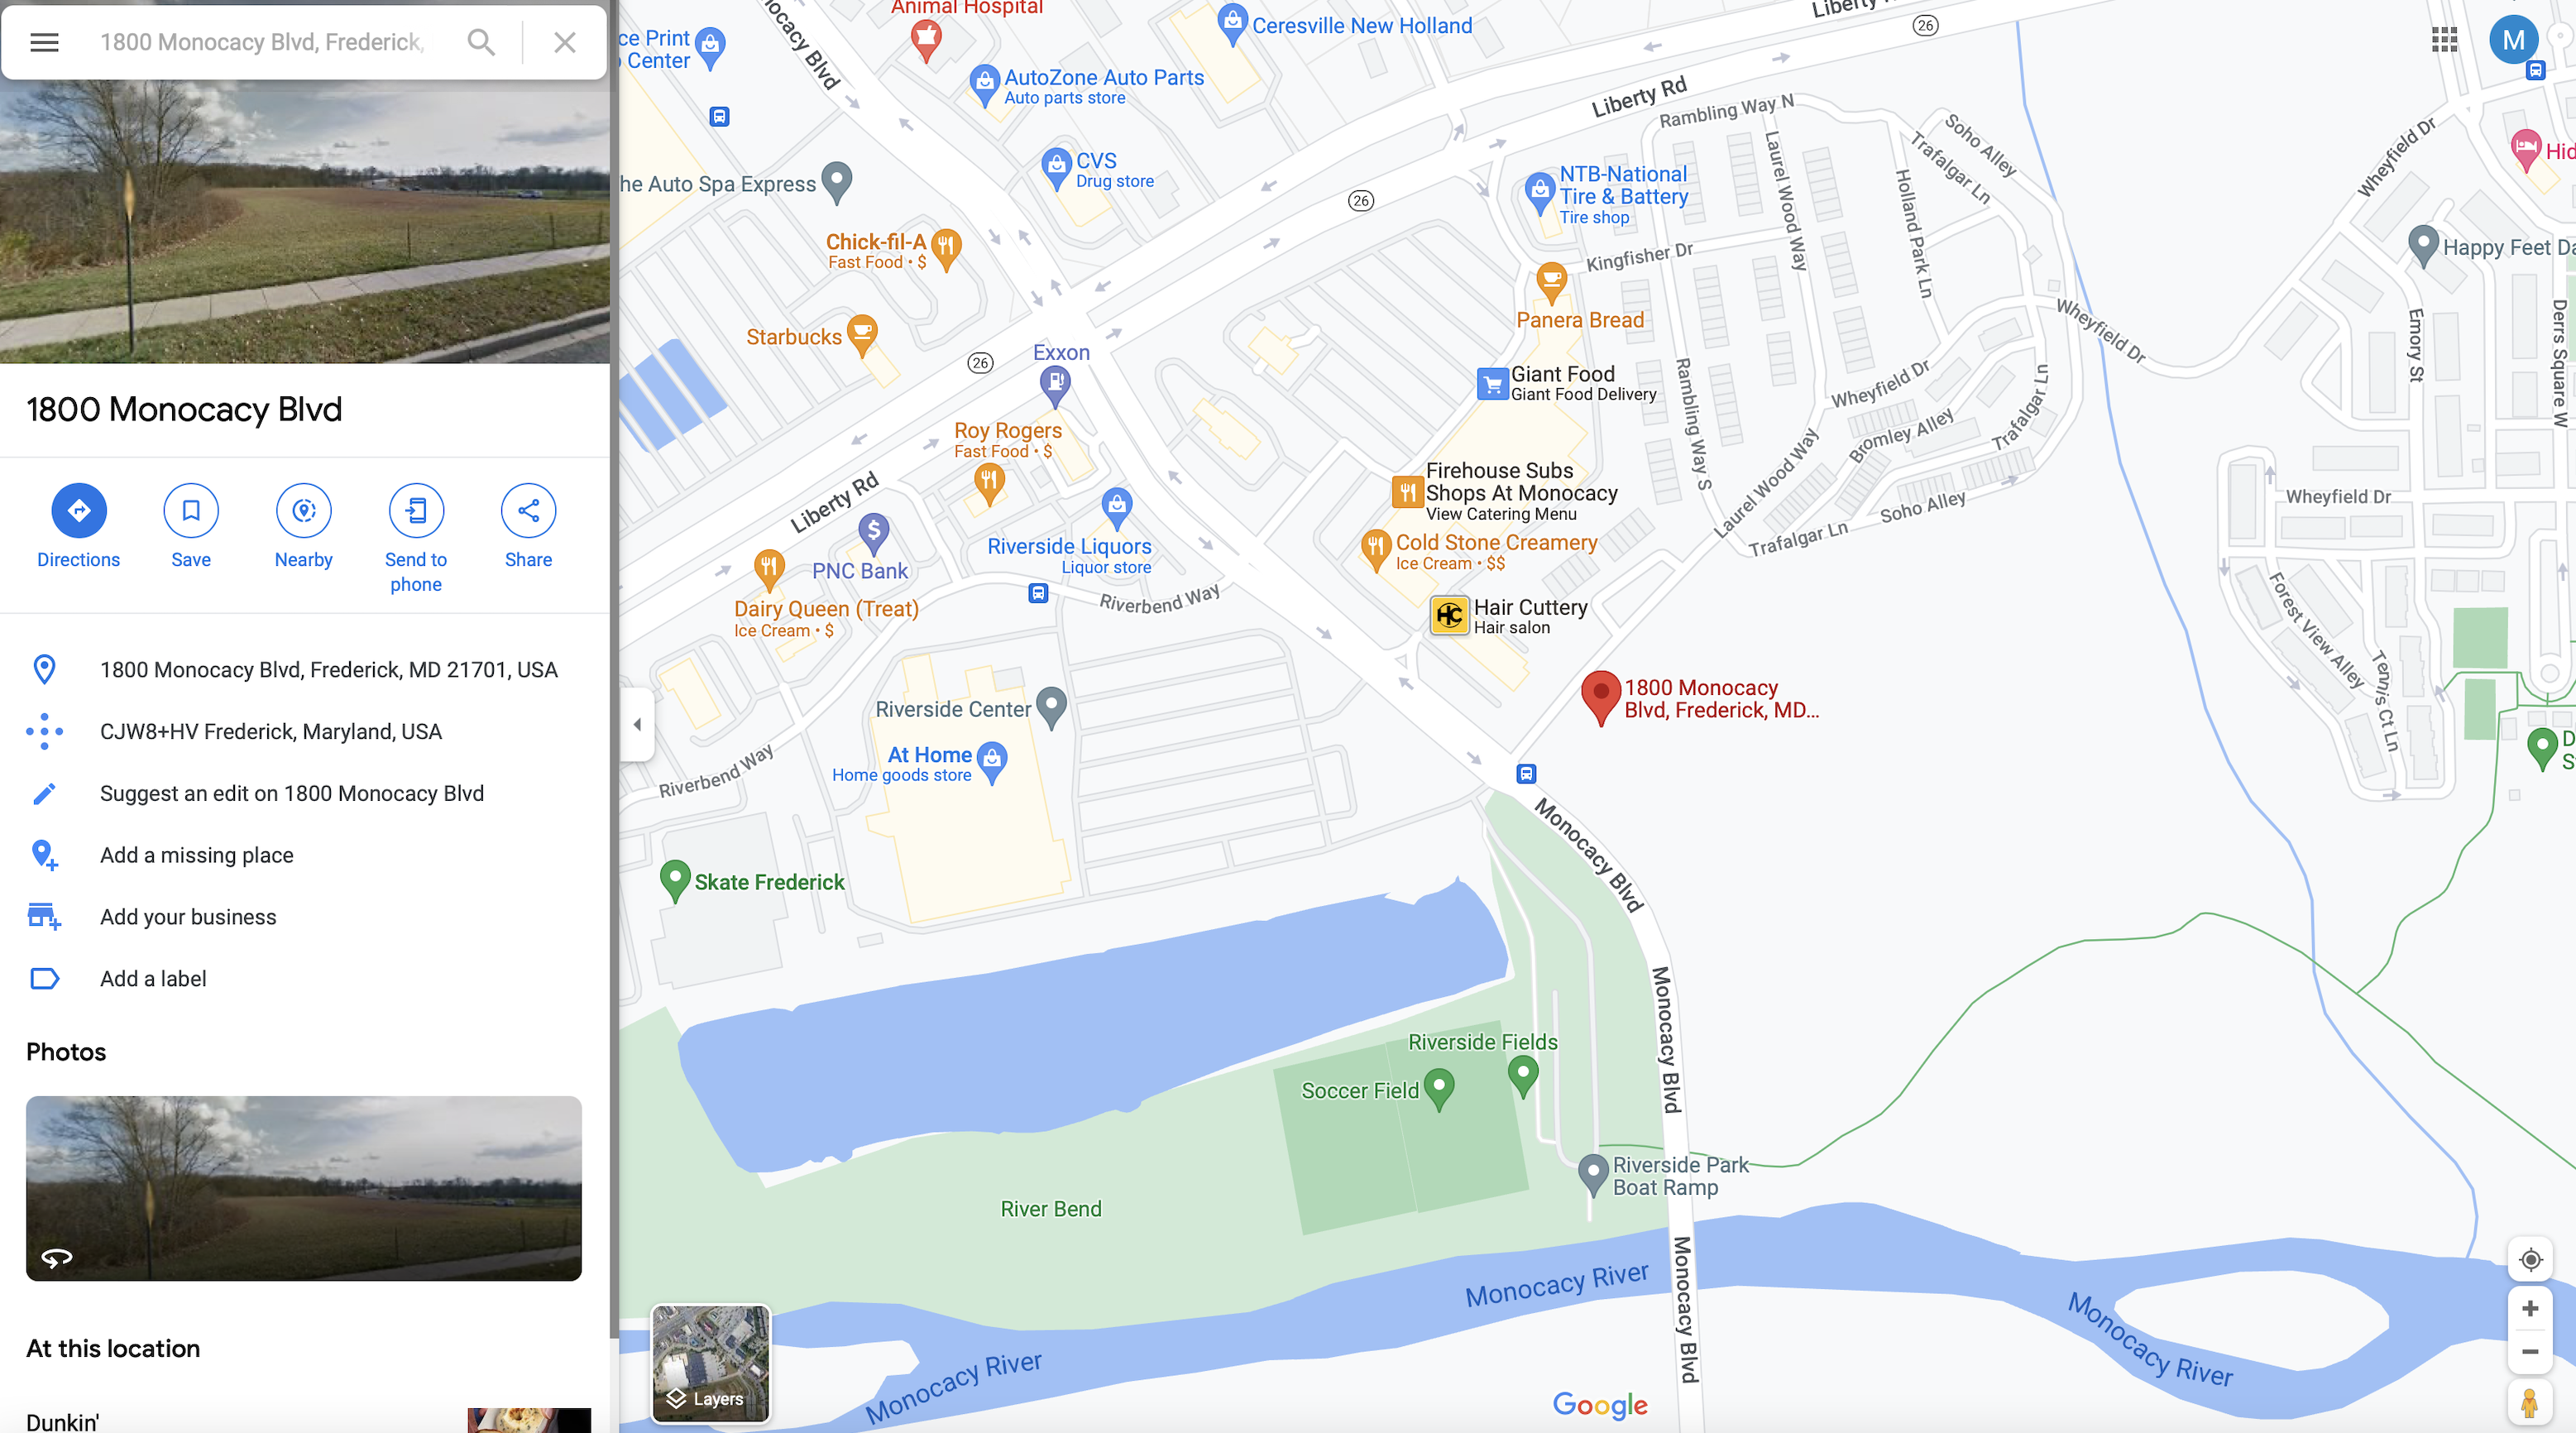 1800 Monocacy Blvd, Frederick,
1800 Monocacy Blvd
Directions
Save
Nearby
Send to
phone
Share
1800 Monocacy Blvd, Frederick, MD 21701, USA
CJW8+HV Frederick, Maryland, USA
Suggest an edit on 1800 Monocacy Blvd
Add a missing place
Add your business
Add a label
Photos
At this location
Dunkin'
Layers
Animal Hospital
ce Print
Center
ocacy Blvd
AutoZone Auto Parts
Auto parts store
Ceresville New Holland
Liberty
26
M
Liberty Rd
Rambling Way N
Soho Alley
Trafalgar Ln
Wheyfield Dr
Hid
CVS
Drug store
he Auto Spa Express
NTB-National
Tire & Battery
Tire shop
Laurel Wood Way
Holland Park Ln
26
Chick-fil-A
Fast Food • $
Kingfisher Dr
Happy Feet Da
Starbucks
Panera Bread
Wheyfield Dr
Emory St
Derrs Square W
Exxon
26
Giant Food
Giant Food Delivery
Rambling Way S
Wheyfield Dr
Bromley Alley
Trafalgar Ln
Roy Rogers
Fast Food • $
Liberty Rd
Firehouse Subs
Shops At Monocacy
View Catering Menu
Laurel Wood Way
Soho Alley
Trafalgar Ln
Wheyfield Dr
$
PNC Bank
Riverside Liquors
Liquor store
Cold Stone Creamery
Ice Cream • $$
Dairy Queen (Treat)
Ice Cream • $
Riverbend Way
HC
Hair Cuttery
Hair salon
Forest View Alley
Tennis Ct Ln
Riverside Center
1800 Monocacy
Blvd, Frederick, MD...
At Home
Home goods store
Riverbend Way
D
S
Monocacy Blvd
Skate Frederick
Monocacy Blvd
Riverside Fields
Soccer Field
Riverside Park
Boat Ramp
River Bend
Monocacy River
Monocacy Blvd
Monocacy River
Monocacy River
Google